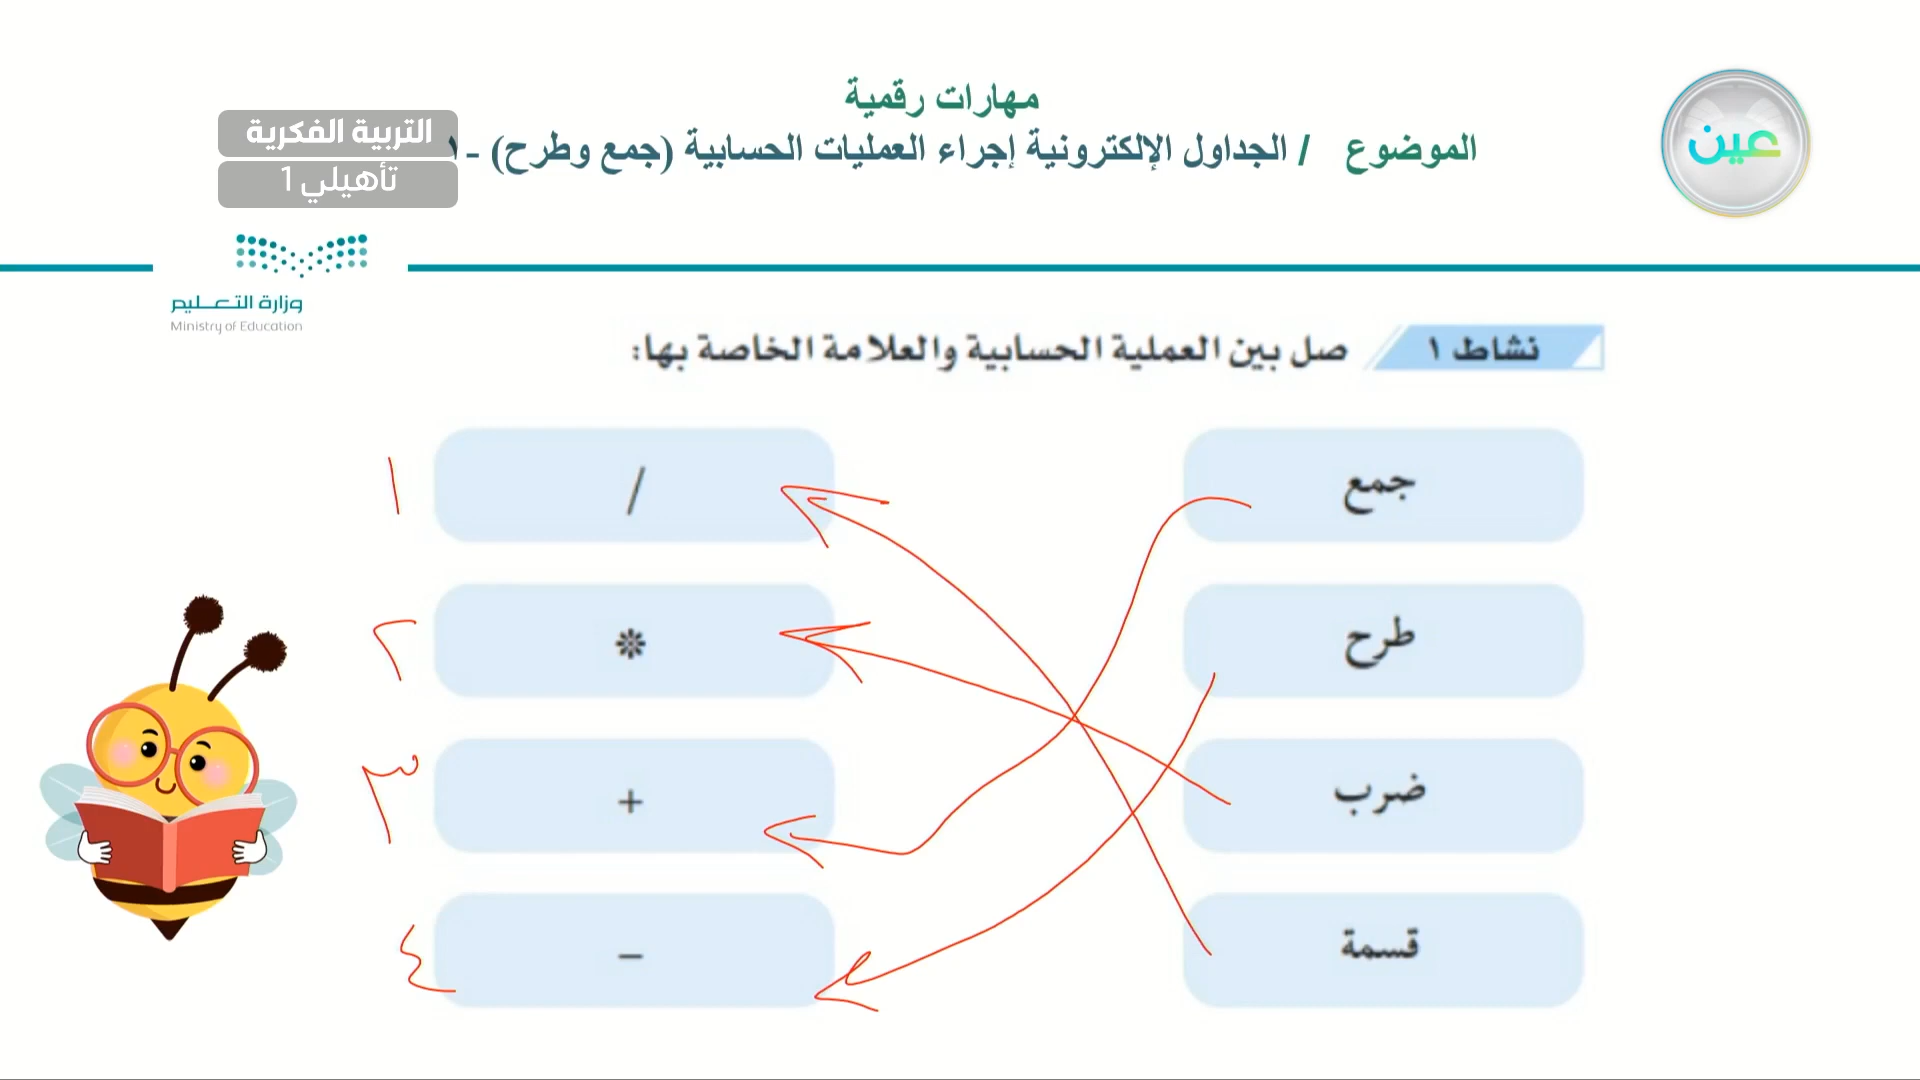 مهارات رقمية
الموضوع / الجداول الإلكترونية إجراء العمليات الحسابية (جمع وطرح) -١
عين
التربية الفكرية
تأهيلي 1
وزارة التعليم
Ministry of Education
نشاط ١ صل بين العملية الحسابية والعلامة الخاصة بها:
جمع / ١
طرح * ٢
ضرب + ٣
قسمة – ٤